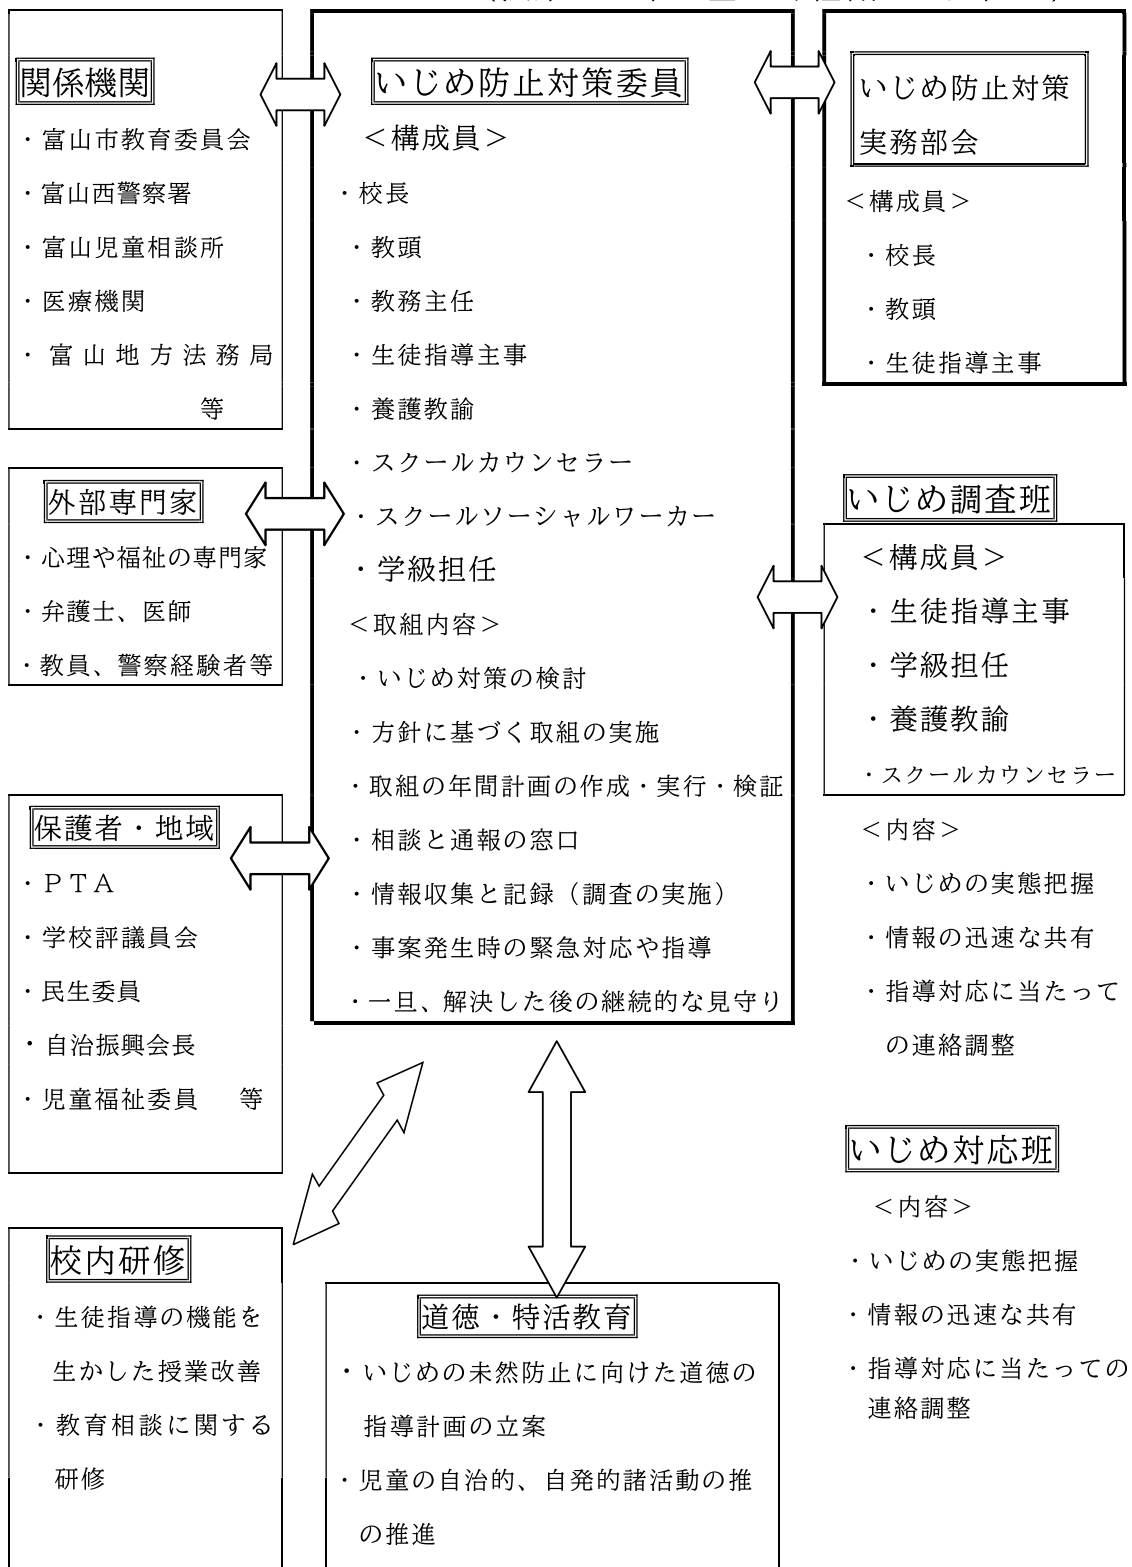 関係機関
・富山市教育委員会
・富山西警察署
・富山児童相談所
・医療機関
・富山地方法務局
等
外部専門家
・心理や福祉の専門家
・弁護士、医師
・教員、警察経験者等
保護者・地域
・ＰＴＡ
・学校評議員会
・民生委員
・自治振興会長
・児童福祉委員　等
校内研修
・生徒指導の機能を
生かした授業改善
・教育相談に関する
研修
いじめ防止対策委員
＜構成員＞
・校長
・教頭
・教務主任
・生徒指導主事
・養護教諭
・スクールカウンセラー
・スクールソーシャルワーカー
・学級担任
＜取組内容＞
・いじめ対策の検討
・方針に基づく取組の実施
・取組の年間計画の作成・実行・検証
・相談と通報の窓口
・情報収集と記録（調査の実施）
・事案発生時の緊急対応や指導
・一旦、解決した後の継続的な見守り
道徳・特活教育
・いじめの未然防止に向けた道徳の
指導計画の立案
・児童の自治的、自発的諸活動の推
の推進
いじめ防止対策
実務部会
＜構成員＞
・校長
・教頭
・生徒指導主事
いじめ調査班
＜構成員＞
・生徒指導主事
・学級担任
・養護教諭
・スクールカウンセラー
＜内容＞
・いじめの実態把握
・情報の迅速な共有
・指導対応に当たって
の連絡調整
いじめ対応班
＜内容＞
・いじめの実態把握
・情報の迅速な共有
・指導対応に当たっての
連絡調整